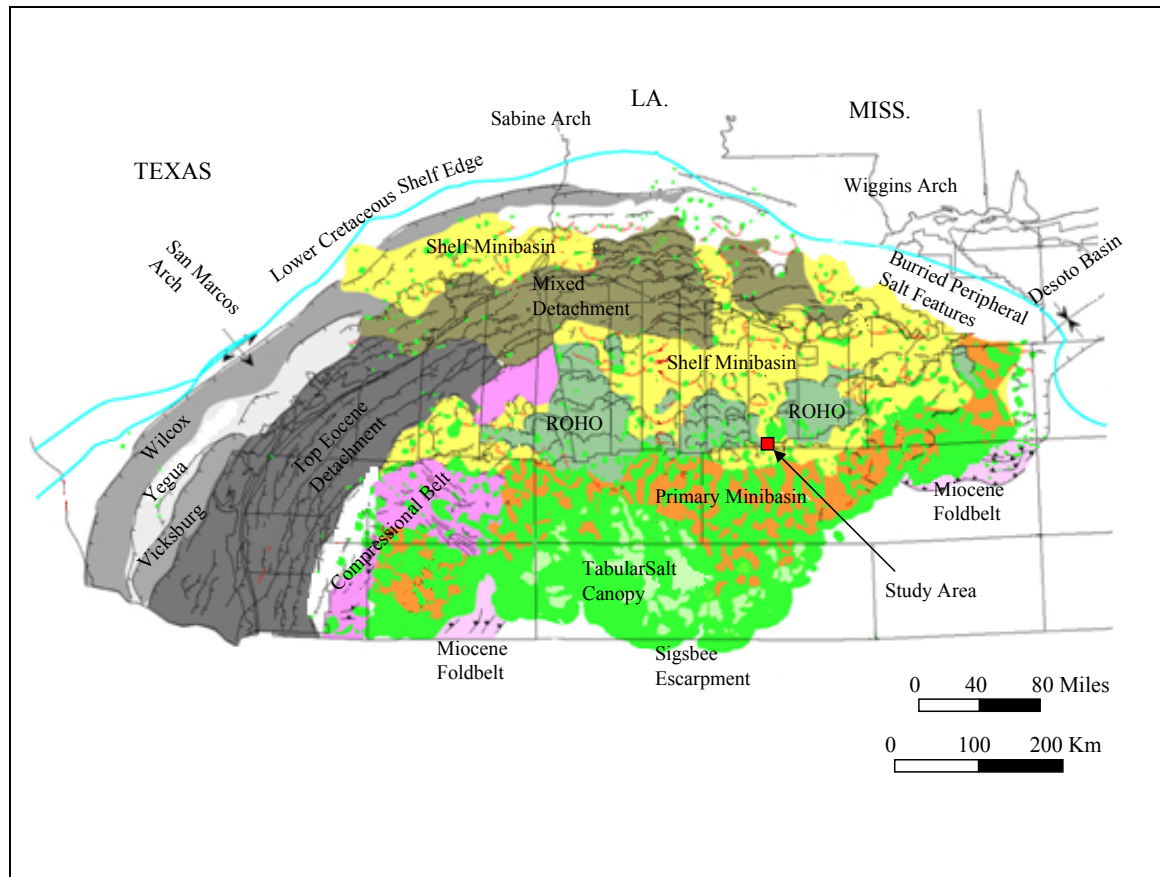 LA.
MISS.
Sabine Arch
TEXAS
Lower Cretaceous Shelf Edge
Wiggins Arch
San Marcos
Arch
Shelf Minibasin
Burried Peripheral
Salt Features
Desoto Basin
Mixed
Detachment
Shelf Minibasin
ROHO
ROHO
Wilcox
Yegua
Vicksburg
Top Eocene
Detachment
Compressional Belt
Primary Minibasin
Miocene
Foldbelt
TabularSalt
Canopy
Study Area
Miocene
Foldbelt
Sigsbee
Escarpment
0 40 80 Miles
0 100 200 Km